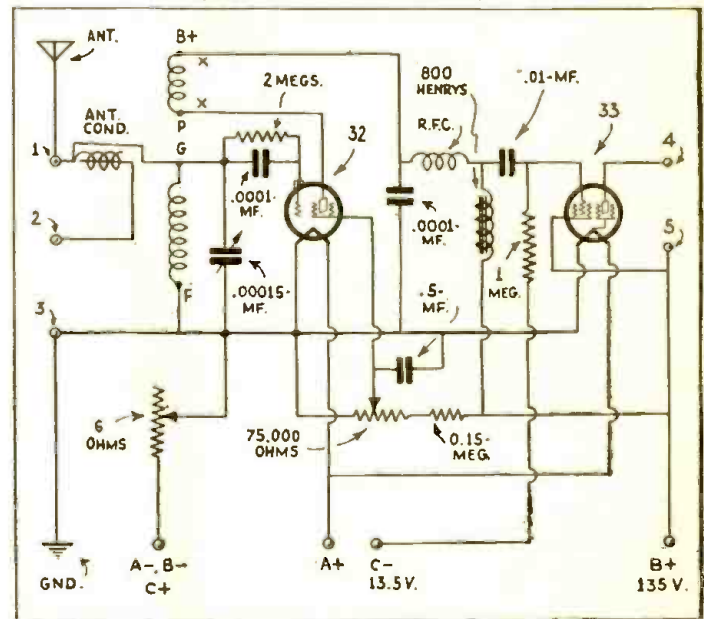 ANT.
B+
X
X
P
G
F
2 MEGS.
32
800
HENRYS
.01-MF.
R.F.C.
33
4
5
ANT.
COND.
1
2
3
.0001-
MF.
.00015-
MF.
.0001-
MF.
1
MEG.
.5-
MF.
6
OHMS
75,000
OHMS
0.15-
MEG.
GND.
A-, B-
C+
A+
C-
13.5V.
B+
135 V.